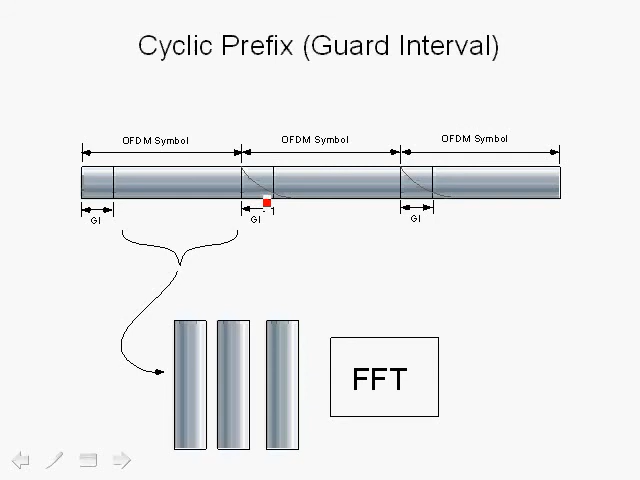 Cyclic Prefix (Guard Interval)
OFDM Symbol OFDM Symbol OFDM Symbol
GI GI GI
FFT